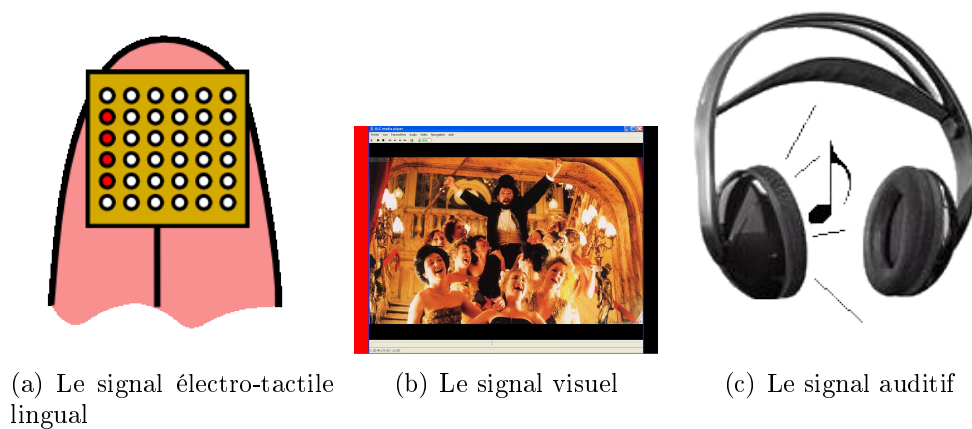 (a) Le signal électro-tactile
lingual
(b) Le signal visuel
(c) Le signal auditif